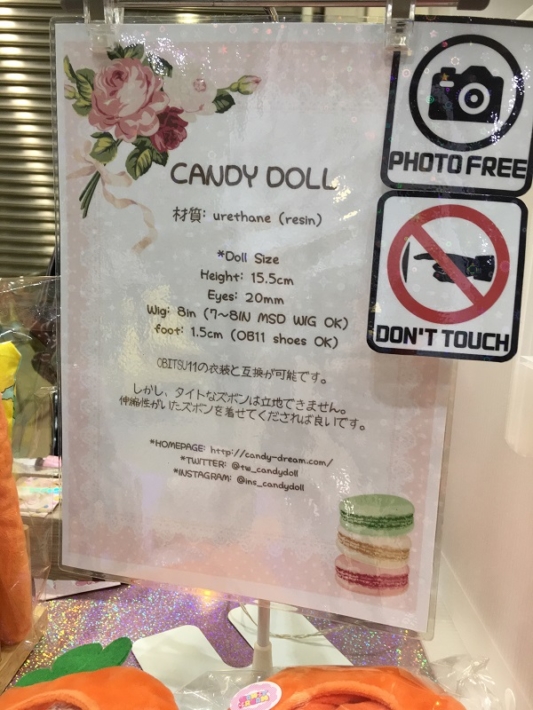 CANDY DOLL
材質: urethane (resin)
*Doll Size
Height: 15.5cm
Eyes: 20mm
Wig: 8in (7~8IN MSD WIG OK)
foot: 1.5cm (OB11 shoes OK)
OBITSU11の衣装と互換が可能です。
しかし、タイトなズボンは立地できません。
伸縮性がいたズボンを着せてくだされば良いです。
*HOMEPAGE: http://candy-dream.com/
*TWITTER: @tw_candydoll
*INSTAGRAM: @ins_candydoll
PHOTO FREE
DON'T TOUCH